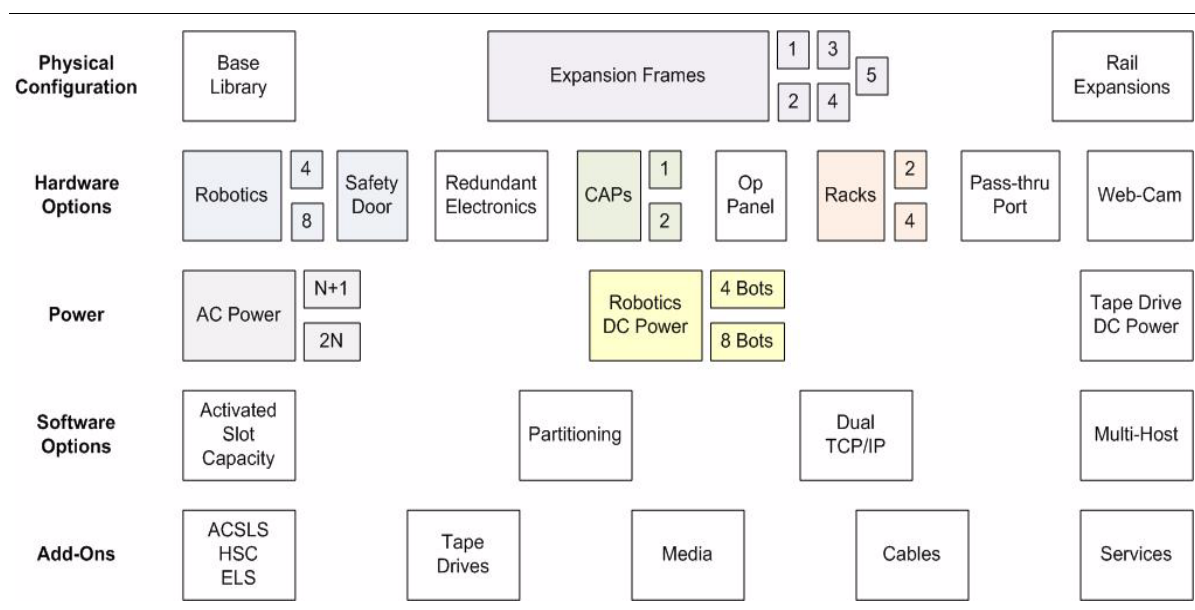 Physical
Configuration
Base
Library
Expansion Frames
1
3
5
2
4
Rail
Expansions
Hardware
Options
Robotics
4
8
Safety
Door
Redundant
Electronics
CAPs
1
2
Op
Panel
Racks
2
4
Pass-thru
Port
Web-Cam
Power
AC Power
N+1
2N
Robotics
DC Power
4 Bots
8 Bots
Tape Drive
DC Power
Software
Options
Activated
Slot
Capacity
Partitioning
Dual
TCP/IP
Multi-Host
Add-Ons
ACSLS
HSC
ELS
Tape
Drives
Media
Cables
Services